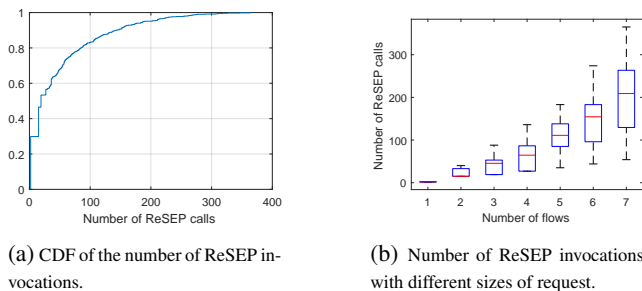 1
0.8
0.6
0.4
0.2
0
0 100 200 300 400
Number of ReSEP calls
(a) CDF of the number of ReSEP in-
vocations.
Number of ReSEP calls
300
200
100
0
1 2 3 4 5 6 7
Number of flows
(b) Number of ReSEP invocations
with different sizes of request.